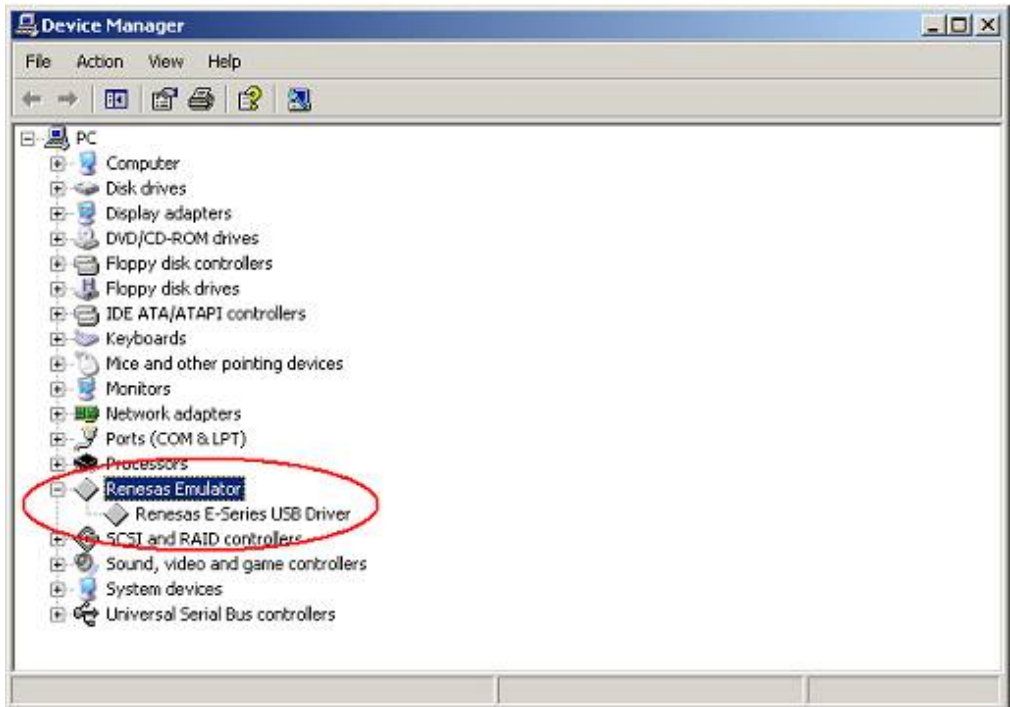 Device Manager
File Action View Help
PC
Computer
Disk drives
Display adapters
DVD/CD-ROM drives
Floppy disk controllers
Floppy disk drives
IDE ATA/ATAPI controllers
Keyboards
Mice and other pointing devices
Monitors
Network adapters
Ports (COM & LPT)
Processors
Renesas Emulator
Renesas E-Series USB Driver
SCSI and RAID controllers
Sound, video and game controllers
System devices
Universal Serial Bus controllers